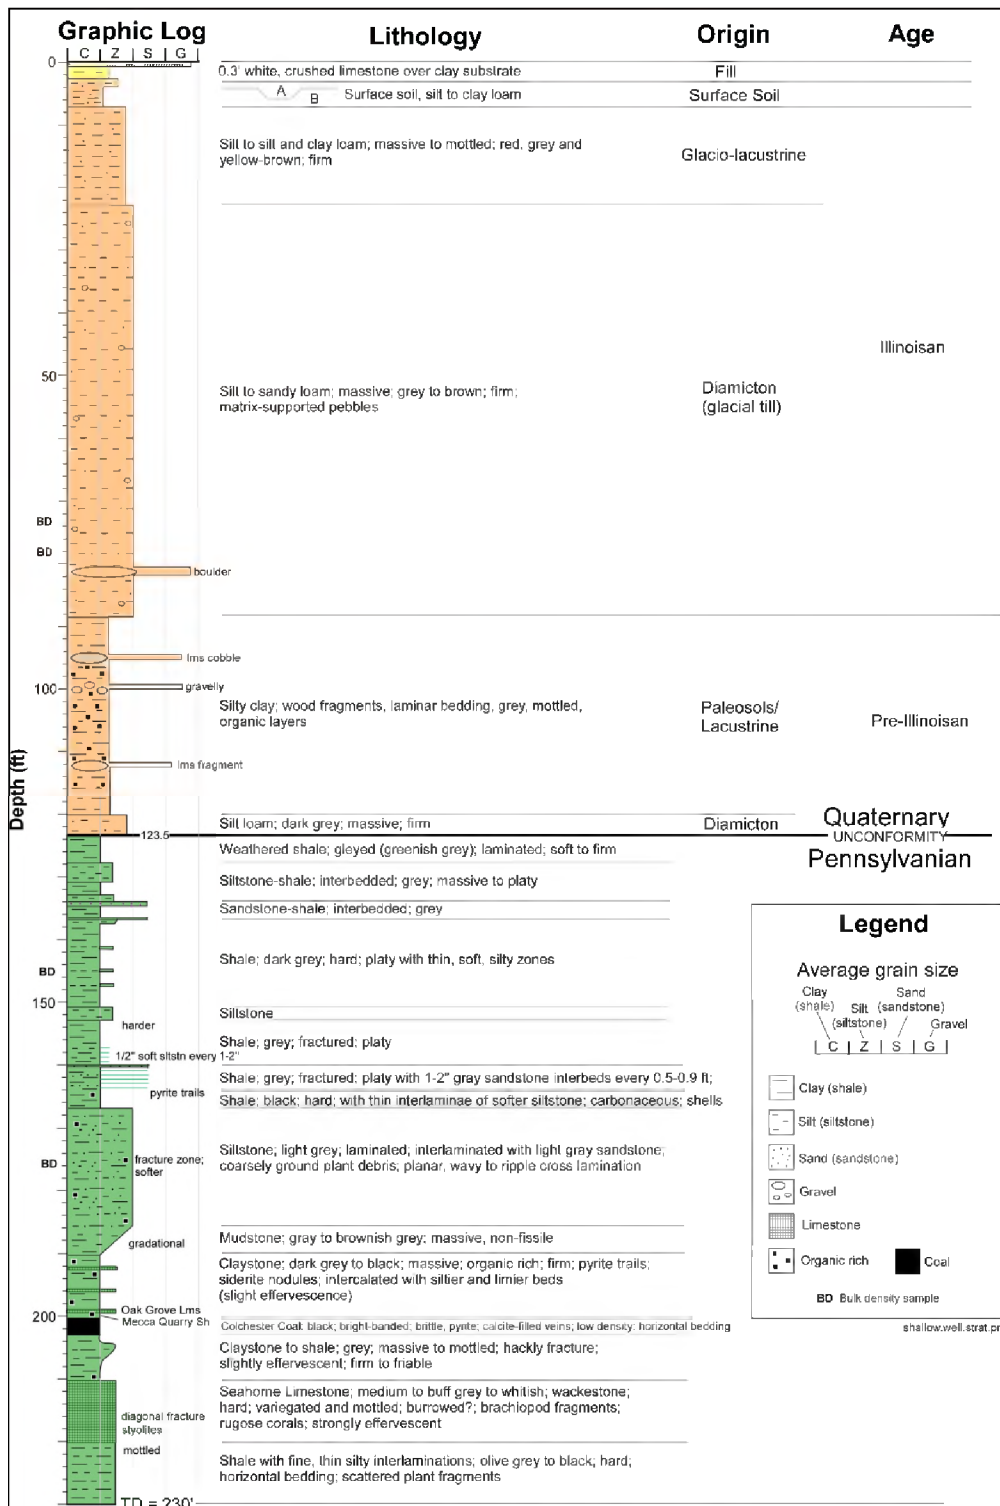 Graphic Log
Lithology
Origin
Age
C Z S G
0
0.3' white, crushed limestone over clay substrate
Fill
A
B
Surface soil, silt to clay loam
Surface Soil
Silt to silt and clay loam; massive to mottled; red, grey and
yellow-brown; firm
Glacio-lacustrine
Illinoisan
50
Silt to sandy loam; massive; grey to brown; firm;
matrix-supported pebbles
Diamicton
(glacial till)
BD
BD
boulder
lms cobble
gravelly
100
Silty clay; wood fragments, laminar bedding, grey, mottled,
organic layers
Paleosols/
Lacustrine
Pre-Illinoisan
lms fragment
Depth (ft)
Silt loam; dark grey; massive; firm
Diamicton
Quaternary
123.5
UNCONFORMITY
Pennsylvanian
Weathered shale; gleyed (greenish grey); laminated; soft to firm
Siltstone-shale; interbedded; grey; massive to platy
Sandstone-shale; interbedded; grey
Shale; dark grey; hard; platy with thin, soft, silty zones
BD
150
Siltstone
harder
Shale; grey; fractured; platy
1/2" soft sltstn every 1-2"
Shale; grey; fractured; platy with 1-2" gray sandstone interbeds every 0.5-0.9 ft;
pyrite trails
Shale; black; hard; with thin interlaminae of softer siltstone; carbonaceous; shells
Siltstone; light grey; laminated; interlaminated with light gray sandstone;
coarsely ground plant debris; planar, wavy to ripple cross lamination
BD
fracture zone;
softer
Mudstone; gray to brownish grey; massive, non-fissile
gradational
Claystone; dark grey to black; massive; organic rich; firm; pyrite trails;
siderite nodules; intercalated with siltier and limier beds
(slight effervescence)
Oak Grove Lms
200
Mecca Quarry Sh
Colchester Coal: black; bright-banded; brittle, pyrite; calcite-filled veins; low density; horizontal bedding
Claystone to shale; grey; massive to mottled; hackly fracture;
slightly effervescent; firm to friable
Seahorne Limestone; medium to buff grey to whitish; wackestone;
hard; variegated and mottled; burrowed?; brachiopod fragments;
rugose corals; strongly effervescent
diagonal fracture
stylolites
mottled
Shale with fine, thin silty interlaminations; olive grey to black; hard;
horizontal bedding; scattered plant fragments
TD = 230'
Legend
Average grain size
Clay
(shale)
Silt
(siltstone)
Sand
(sandstone)
Gravel
C Z S G
Clay (shale)
Silt (siltstone)
Sand (sandstone)
Gravel
Limestone
Organic rich
Coal
BD Bulk density sample
shallow.well.strat.pr